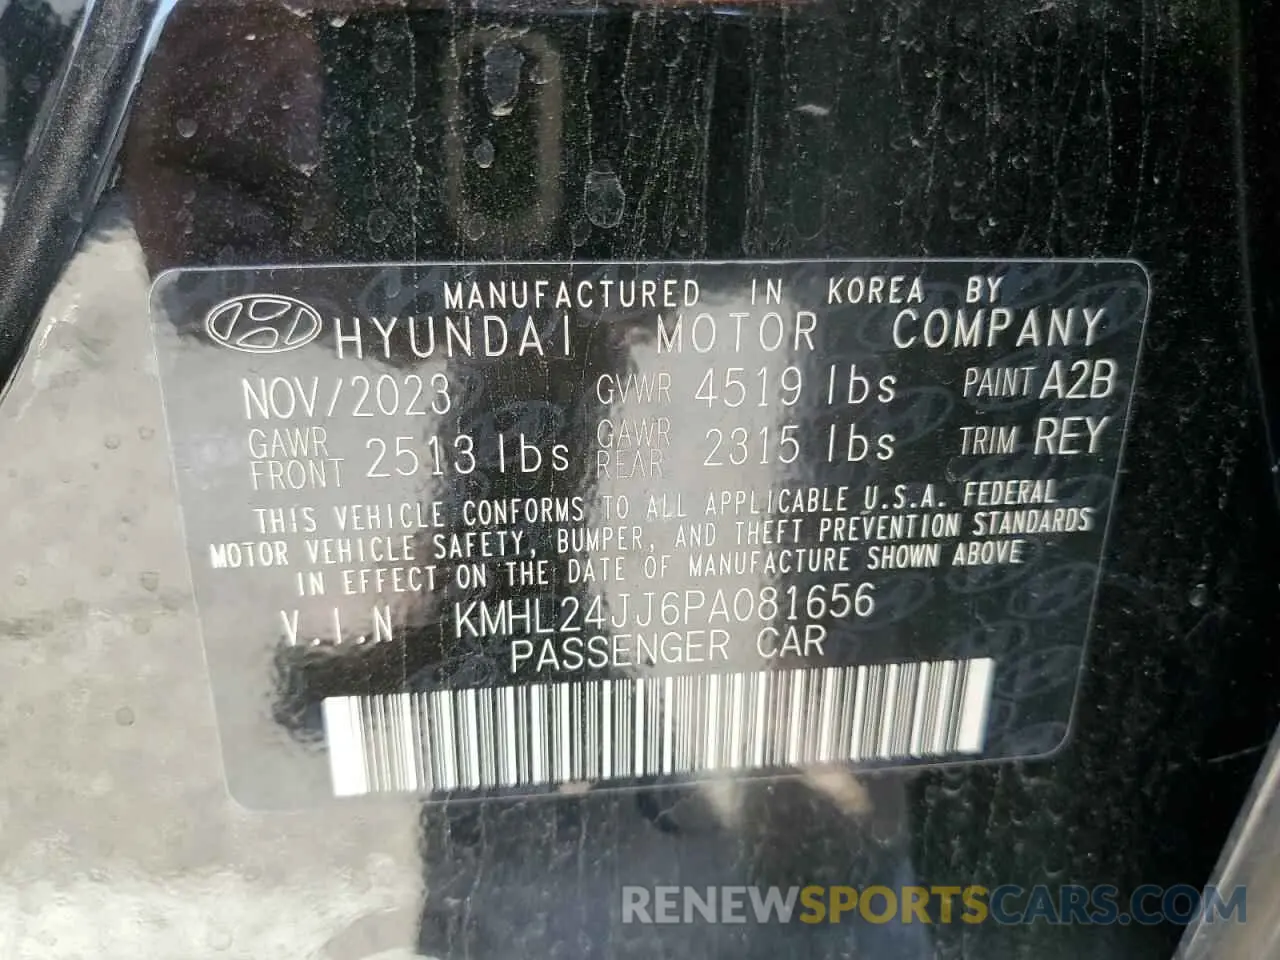 MANUFACTURED IN KOREA BY
HYUNDAI MOTOR COMPANY
NOV/2023 GVWR 4519 lbs PAINT A2B
GAWR FRONT 2513 lbs GAWR REAR 2315 lbs TRIM REY
THIS VEHICLE CONFORMS TO ALL APPLICABLE U.S.A. FEDERAL
MOTOR VEHICLE SAFETY, BUMPER, AND THEFT PREVENTION STANDARDS
IN EFFECT ON THE DATE OF MANUFACTURE SHOWN ABOVE
V.I.N KMHL24JJ6PA081656
PASSENGER CAR
RENEWSPORTSCARS.COM